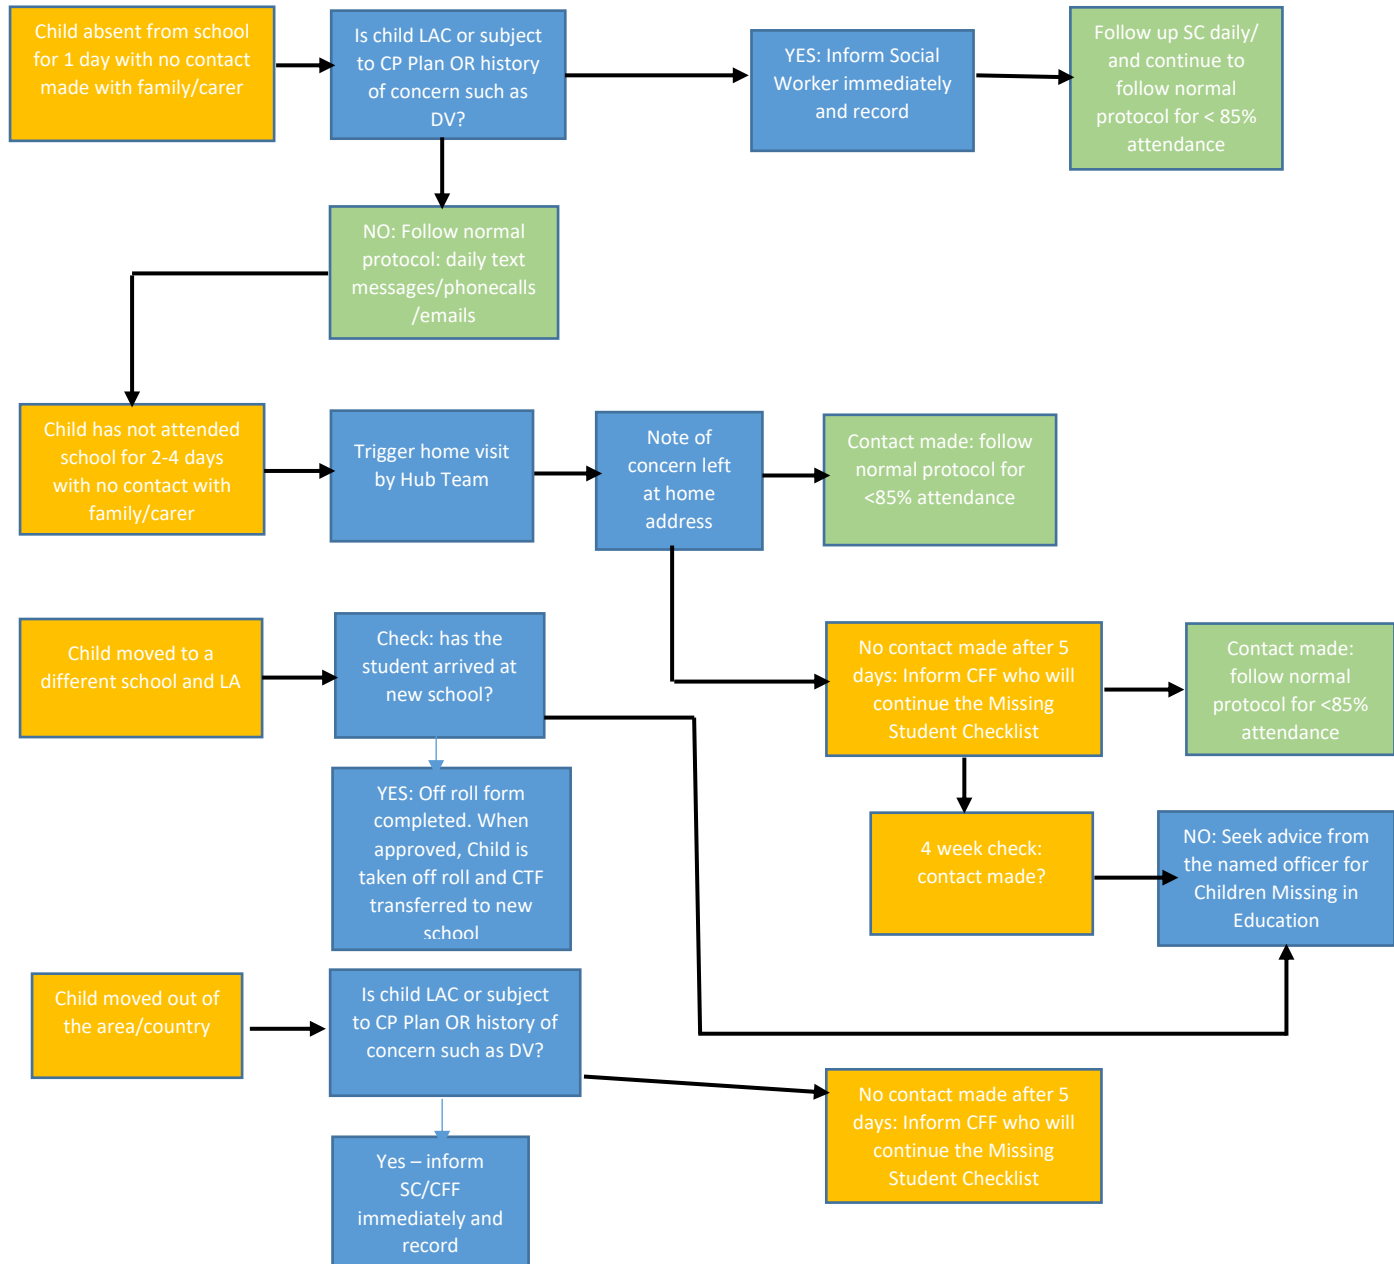 Child absent from school
for 1 day with no contact
made with family/carer
Is child LAC or subject
to CP Plan OR history
of concern such as
DV?
YES: Inform Social
Worker immediately
and record
Follow up SC daily/
and continue to
follow normal
protocol for < 85%
attendance
NO: Follow normal
protocol: daily text
messages/phonecalls
/emails
Child has not attended
school for 2-4 days
with no contact with
family/carer
Trigger home visit
by Hub Team
Note of
concern left
at home
address
Contact made: follow
normal protocol for
<85% attendance
Child moved to a
different school and LA
Check: has the
student arrived at
new school?
No contact made after 5
days: Inform CFF who will
continue the Missing
Student Checklist
Contact made:
follow normal
protocol for <85%
attendance
YES: Off roll form
completed. When
approved, Child is
taken off roll and CTF
transferred to new
school
4 week check:
contact made?
NO: Seek advice from
the named officer for
Children Missing in
Education
Child moved out of
the area/country
Is child LAC or subject
to CP Plan OR history of
concern such as DV?
No contact made after 5
days: Inform CFF who will
continue the Missing
Student Checklist
Yes – inform
SC/CFF
immediately and
record